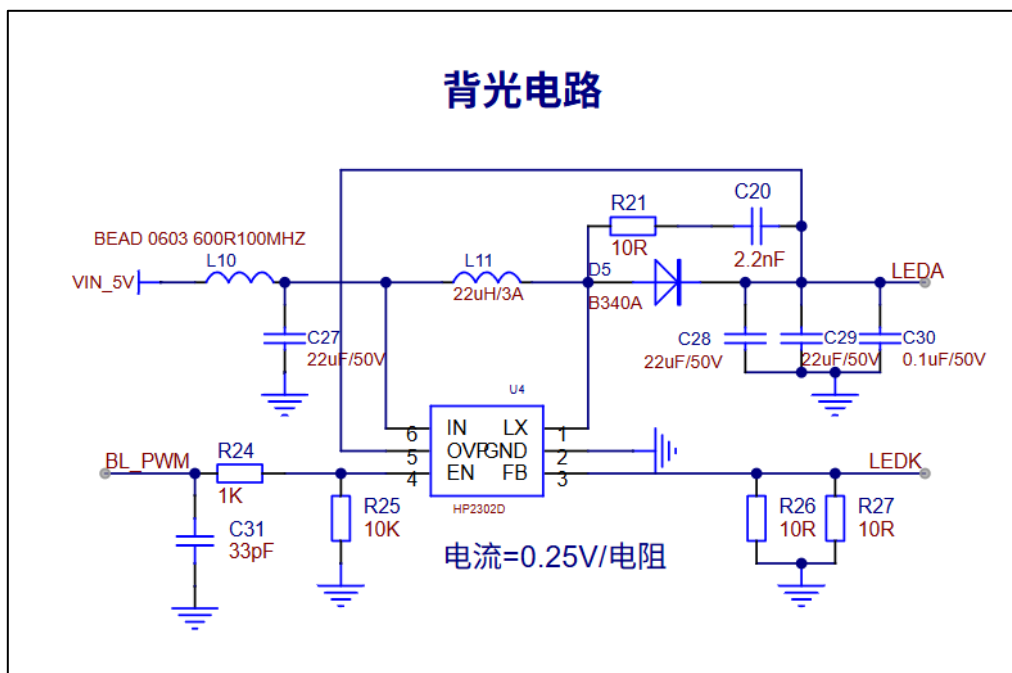 背光电路
C20
R21
10R
2.2nF
BEAD 0603 600R100MHZ
L10
L11
22uH/3A
D5
B340A
VIN_5V
LEDA
C27
22uF/50V
C28
22uF/50V
C29
22uF/50V
C30
0.1uF/50V
U4
IN
LX
6
1
OVP
GND
5
2
EN
FB
4
3
HP2302D
BL_PWM
R24
1K
C31
33pF
R25
10K
LEDK
R26
10R
R27
10R
电流=0.25V/电阻